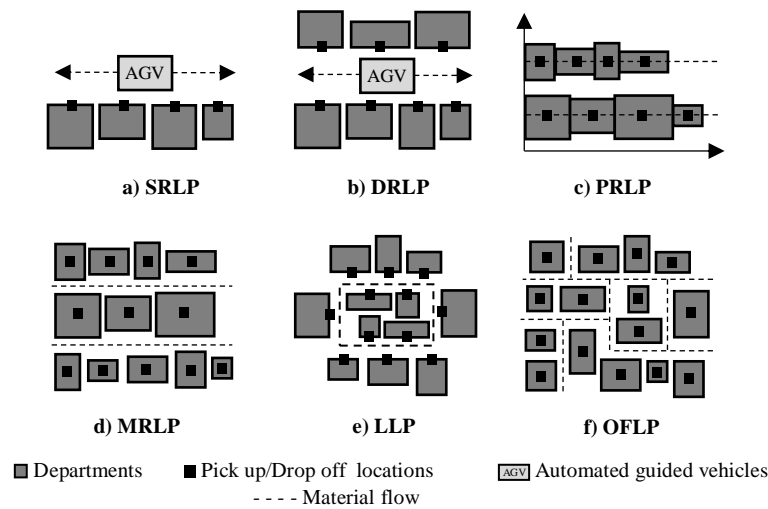 AGV
AGV
a) SRLP
b) DRLP
c) PRLP
d) MRLP
e) LLP
f) OFLP
Departments
Pick up/Drop off locations
AGV
Automated guided vehicles
Material flow